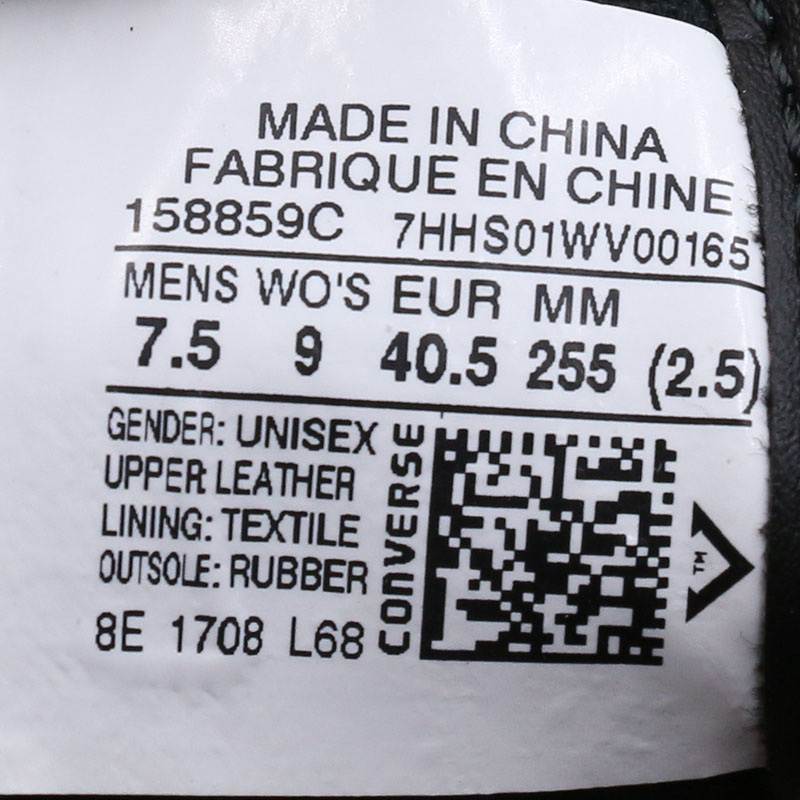 MADE IN CHINA
FABRIQUE EN CHINE
158859C 7HHS01WV00165
MENS WO'S EUR MM
7.5 9 40.5 255 (2.5)
GENDER: UNISEX
UPPER: LEATHER
LINING: TEXTILE
OUTSOLE: RUBBER
8E 1708 L68
CONVERSE
TM